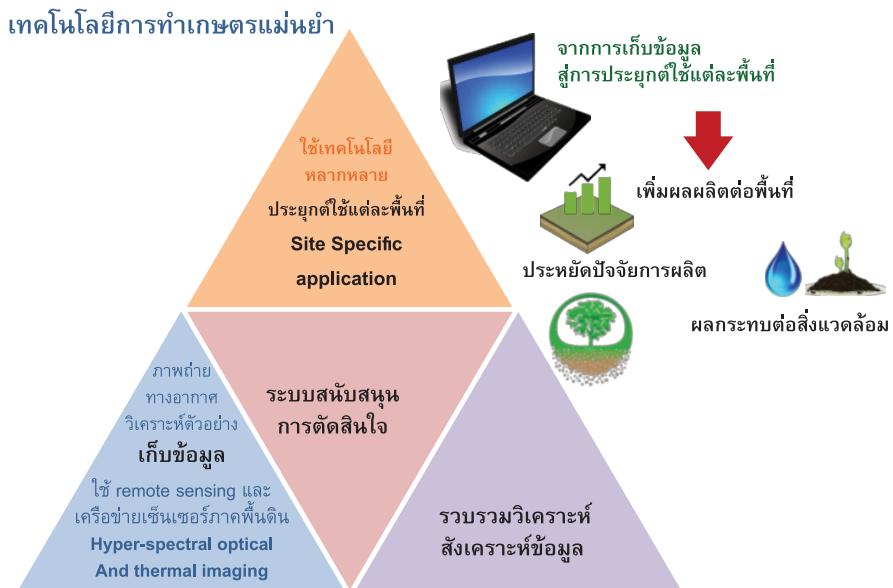 เทคโนโลยีการทำเกษตรแม่นยำ
จากการเก็บข้อมูล
สู่การประยุกต์ใช้แต่ละพื้นที่
ใช้เทคโนโลยี
หลากหลาย
ประยุกต์ใช้แต่ละพื้นที่
Site Specific
application
เพิ่มผลผลิตต่อพื้นที่
ประหยัดปัจจัยการผลิต
ผลกระทบต่อสิ่งแวดล้อม
ภาพถ่าย
ทางอากาศ
วิเคราะห์ตัวอย่าง
เก็บข้อมูล
ใช้ remote sensing และ
เครือข่ายเซ็นเซอร์ภาคพื้นดิน
Hyper-spectral optical
And thermal imaging
ระบบสนับสนุน
การตัดสินใจ
รวบรวมวิเคราะห์
สังเคราะห์ข้อมูล